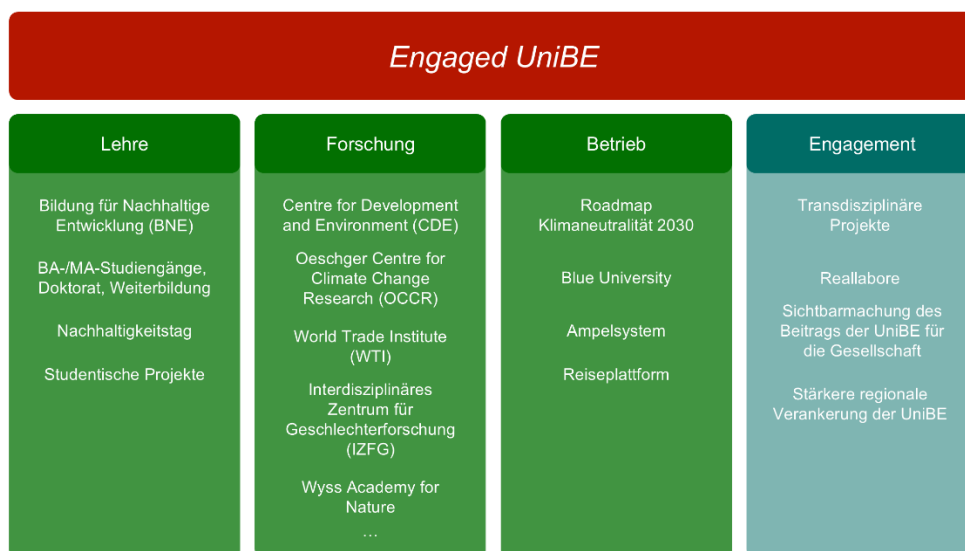 Engaged UniBE
Lehre
Bildung für Nachhaltige
Entwicklung (BNE)
BA-/MA-Studiengänge,
Doktorat, Weiterbildung
Nachhaltigkeitstag
Studentische Projekte
Forschung
Centre for Development
and Environment (CDE)
Oeschger Centre for
Climate Change
Research (OCCR)
World Trade Institute
(WTI)
Interdisziplinäres
Zentrum für
Geschlechterforschung
(IZFG)
Wyss Academy for
Nature
…
Betrieb
Roadmap
Klimaneutralität 2030
Blue University
Ampelsystem
Reiseplattform
Engagement
Transdisziplinäre
Projekte
Reallabore
Sichtbarmachung des
Beitrags der UniBE für
die Gesellschaft
Stärkere regionale
Verankerung der UniBE